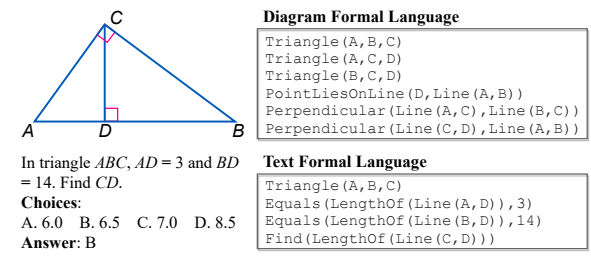 C
A
D
B
In triangle ABC, AD = 3 and BD
= 14. Find CD.
Choices:
A. 6.0 B. 6.5 C. 7.0 D. 8.5
Answer: B
Diagram Formal Language
Triangle(A,B,C)
Triangle(A,C,D)
Triangle(B,C,D)
PointLiesOnLine(D,Line(A,B))
Perpendicular(Line(A,C),Line(B,C))
Perpendicular(Line(C,D),Line(A,B))
Text Formal Language
Triangle(A,B,C)
Equals(LengthOf(Line(A,D)),3)
Equals(LengthOf(Line(B,D)),14)
Find(LengthOf(Line(C,D)))